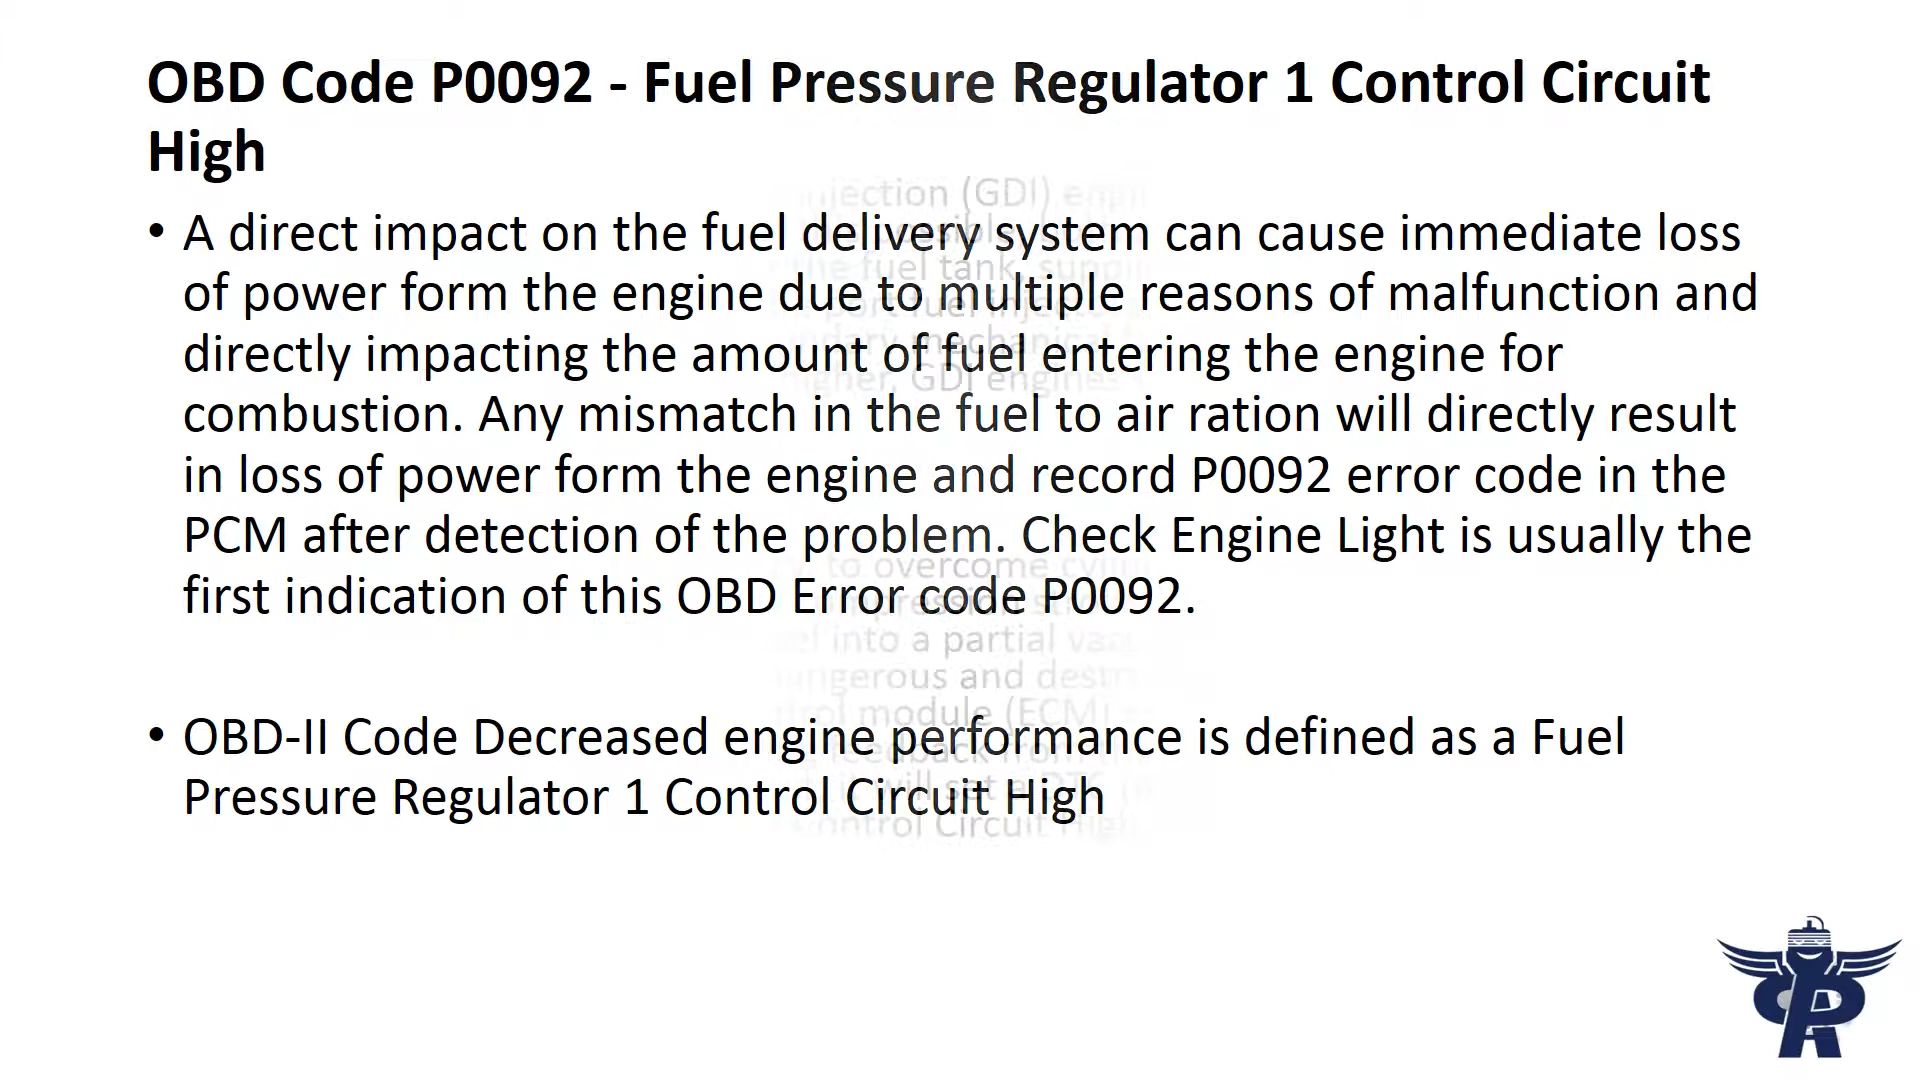 OBD Code P0092 - Fuel Pressure Regulator 1 Control Circuit
High
• A direct impact on the fuel delivery system can cause immediate loss
of power form the engine due to multiple reasons of malfunction and
directly impacting the amount of fuel entering the engine for
combustion. Any mismatch in the fuel to air ration will directly result
in loss of power form the engine and record P0092 error code in the
PCM after detection of the problem. Check Engine Light is usually the
first indication of this OBD Error code P0092.
• OBD-II Code Decreased engine performance is defined as a Fuel
Pressure Regulator 1 Control Circuit High